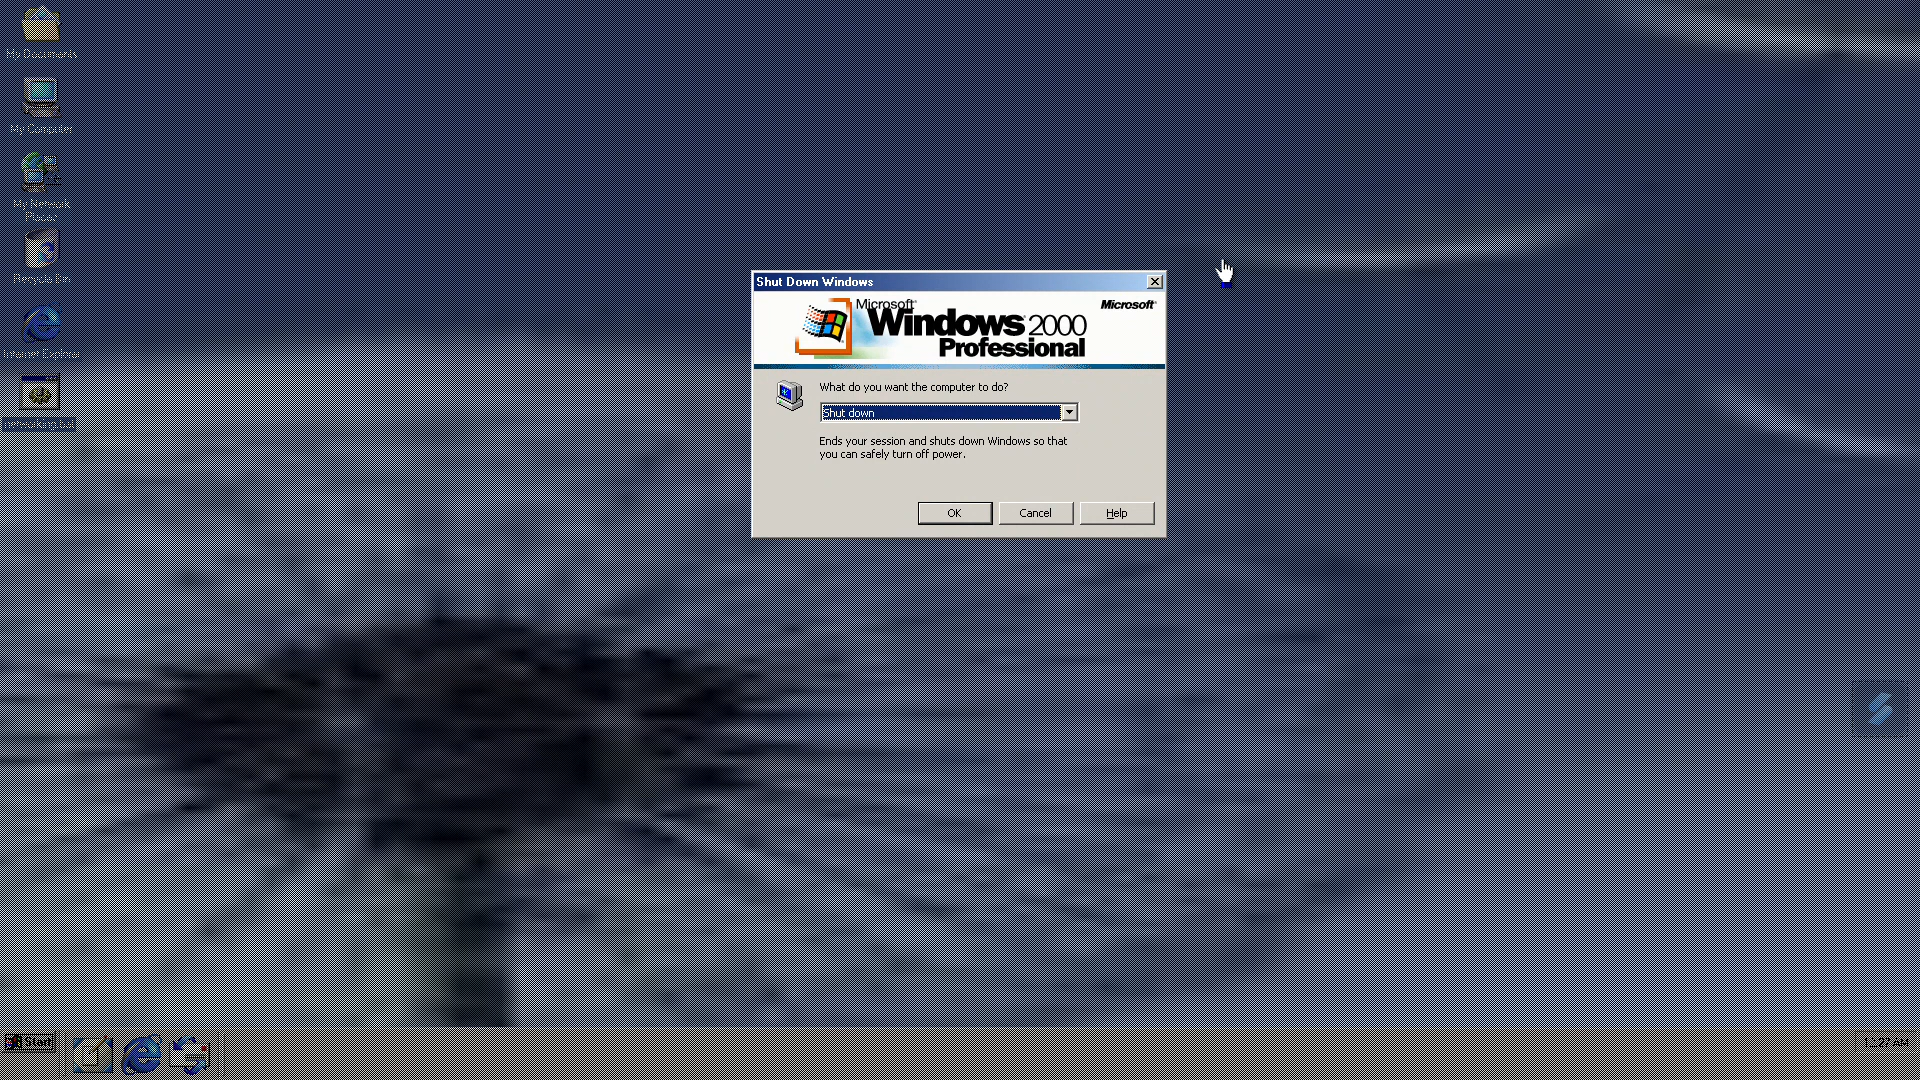 My Documents
My Computer
My Network
Places
Recycle Bin
Internet Explorer
networking.bat
Shut Down Windows
Microsoft
Windows 2000
Professional
Microsoft
What do you want the computer to do?
Shut down
Ends your session and shuts down Windows so that
you can safely turn off power.
OK
Cancel
Help
Start